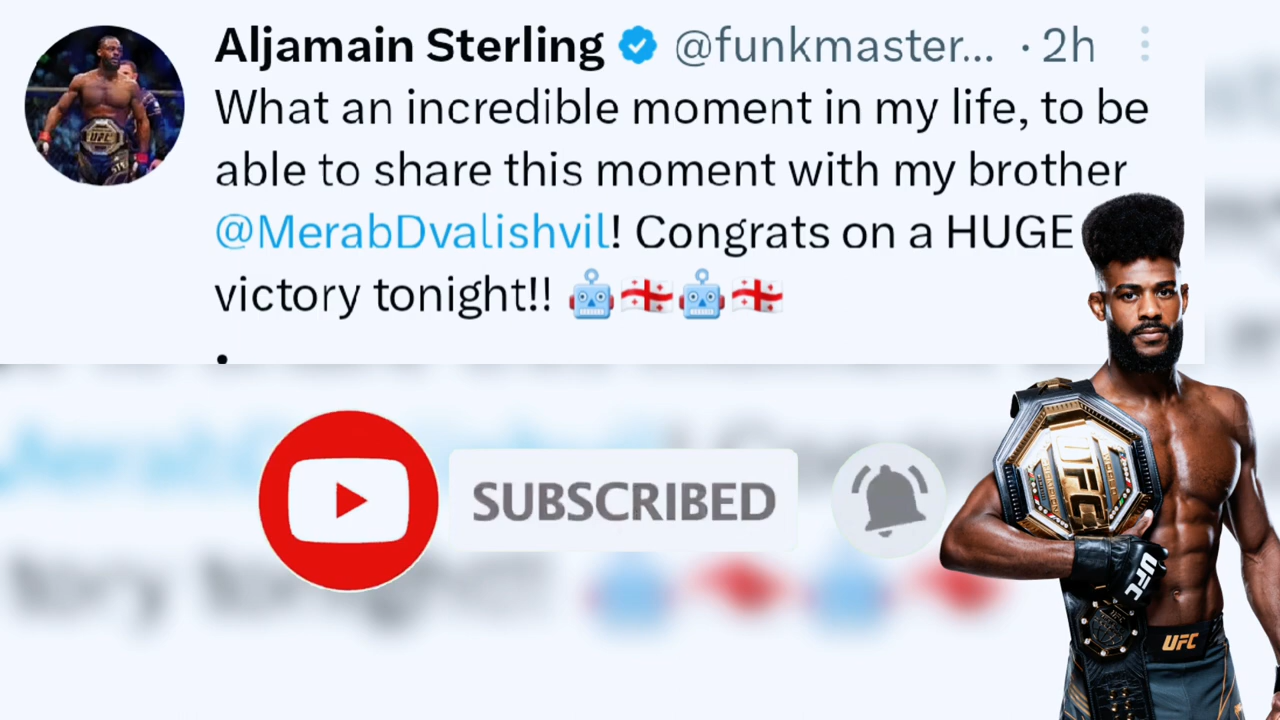 Aljamain Sterling @funkmaster... · 2h
What an incredible moment in my life, to be
able to share this moment with my brother
@MerabDvalishvil! Congrats on a HUGE
victory tonight!! 🤖🇬🇪🤖🇬🇪
SUBSCRIBED
UFC
UFC
UFC